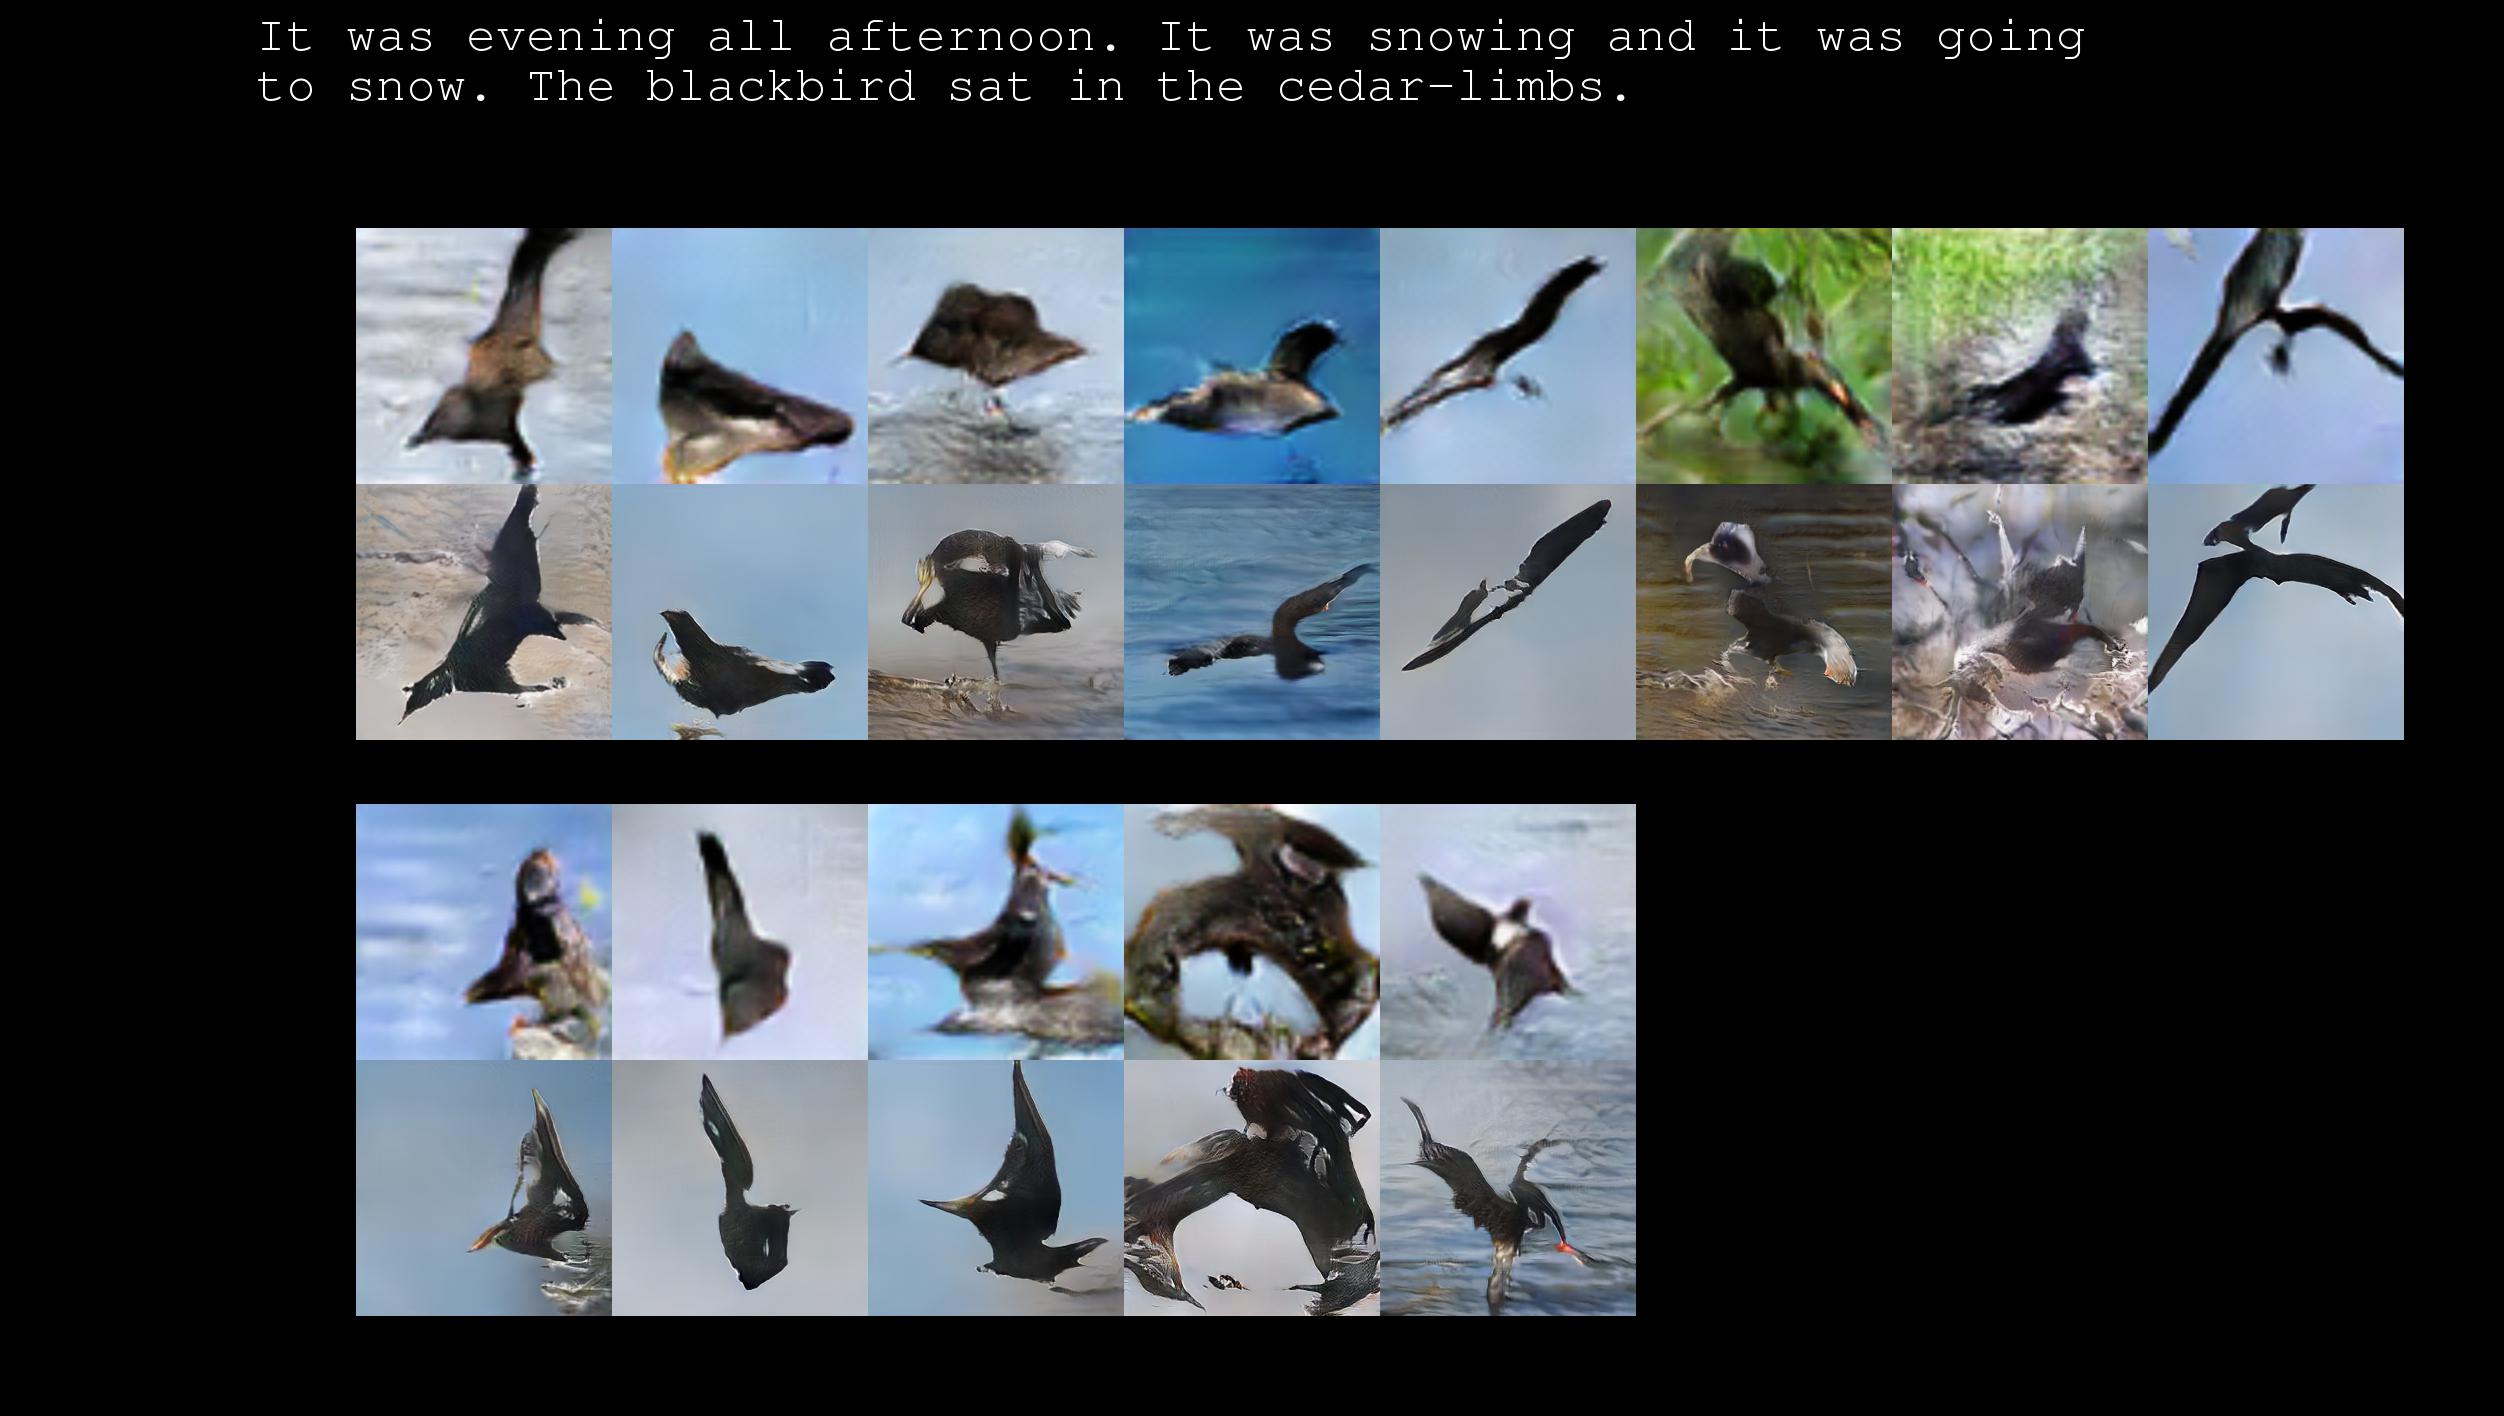 It was evening all afternoon. It was snowing and it was going
to snow. The blackbird sat in the cedar-limbs.